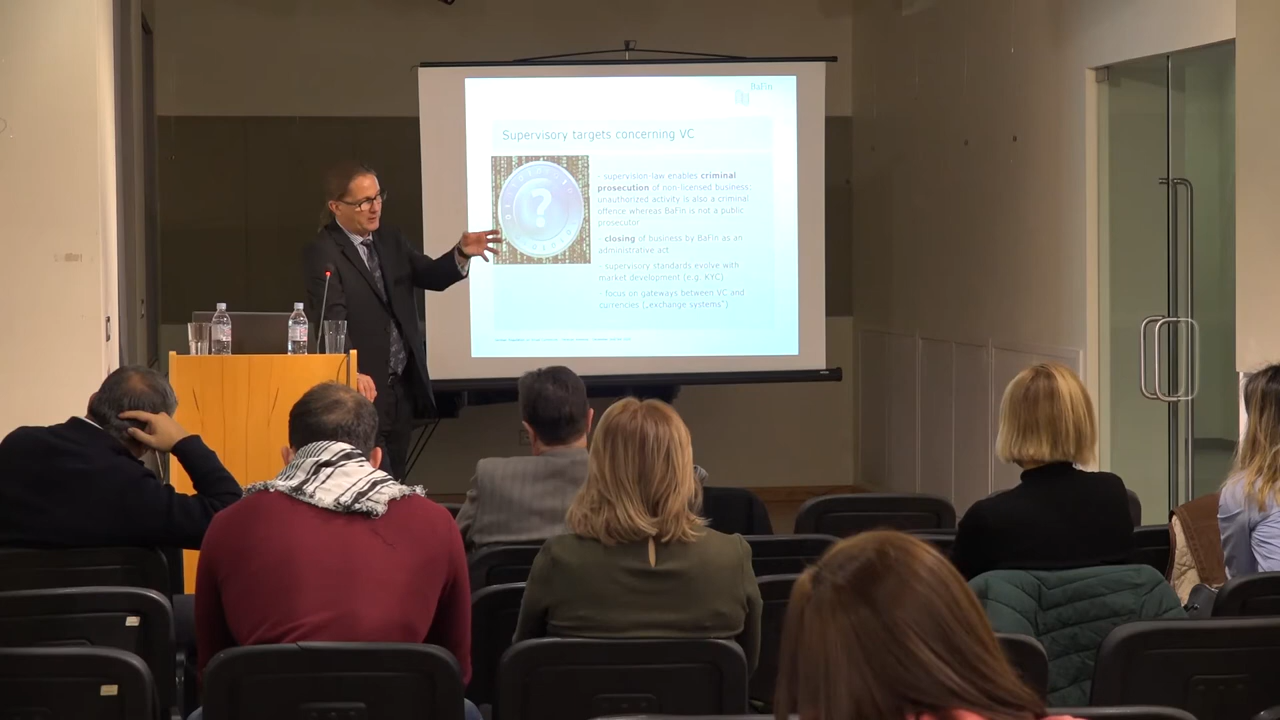 BaFin
Supervisory targets concerning VC
- supervision-law enables criminal
prosecution of non-licensed business:
unauthorized activity is also a criminal
offence whereas BaFin is not a public
prosecutor
- closing of business by BaFin as an
administrative act
- supervisory standards evolve with
market development (e.g. KYC)
- focus on gateways between VC and
currencies („exchange systems")
?